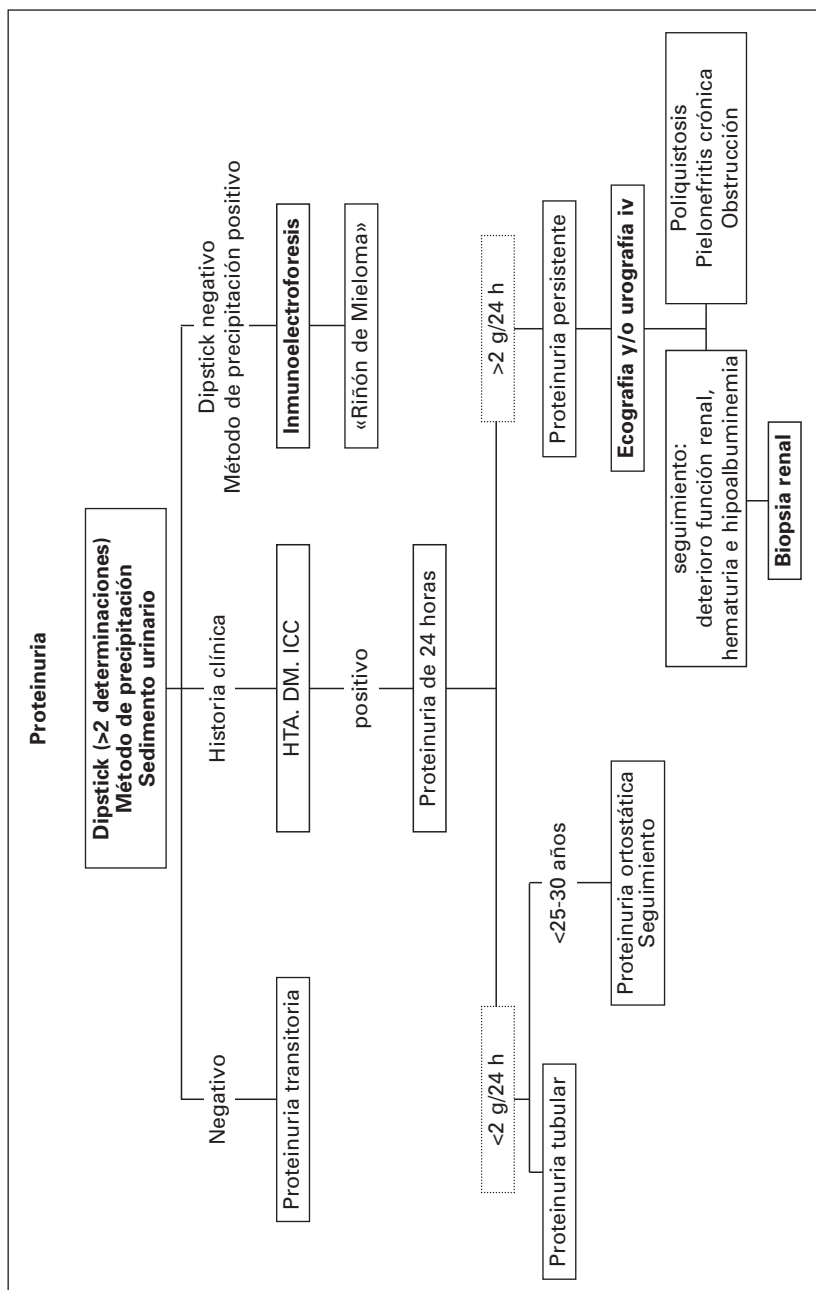 Proteinuria
Dipstick (>2 determinaciones)
Método de precipitación
Sedimento urinario
Negativo
Proteinuria transitoria
Historia clínica
HTA. DM. ICC
positivo
Proteinuria de 24 horas
Dipstick negativo
Método de precipitación positivo
Inmunoelectroforesis
«Riñón de Mieloma»
<2 g/24 h
Proteinuria tubular
<25-30 años
Proteinuria ortostática
Seguimiento
>2 g/24 h
Proteinuria persistente
Ecografia y/o urografía iv
seguimiento:
deterioro función renal,
hematuria e hipoalbuminemia
Biopsia renal
Poliquistosis
Pielonefritis crónica
Obstrucción